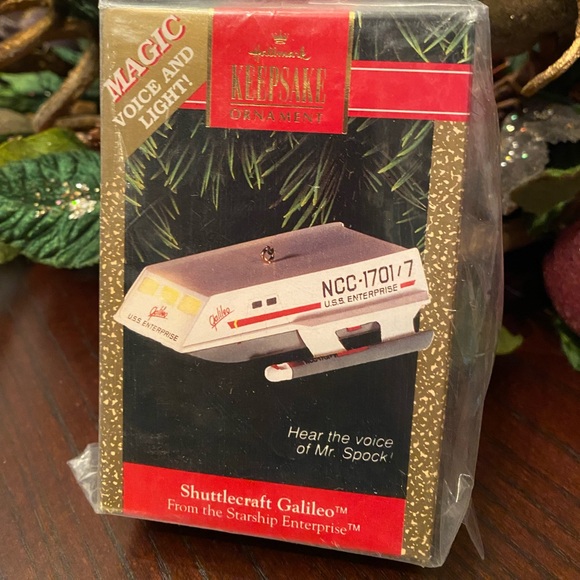 MAGIC
VOICE AND
LIGHT!
Hallmark
KEEPSAKE
ORNAMENT
NCC-1701/7
U.S.S. ENTERPRISE
Galileo
Galileo
U.S.S. ENTERPRISE
Hear the voice
of Mr. Spock!
Shuttlecraft Galileo™
From the Starship Enterprise™